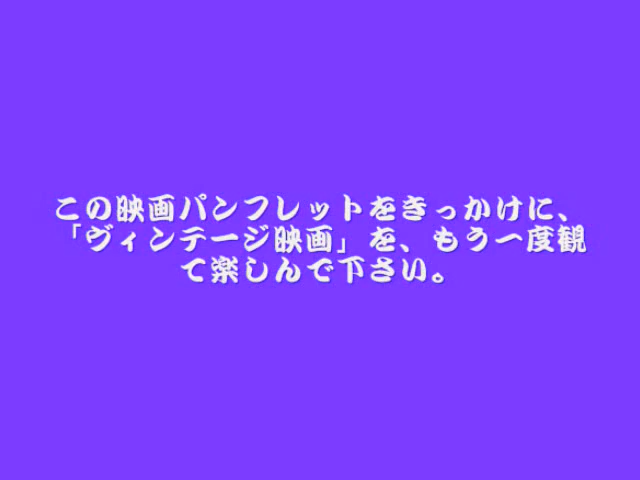 この映画パンフレットをきっかけに、
「ヴィンテージ映画」を、もう一度観
て楽しんで下さい。